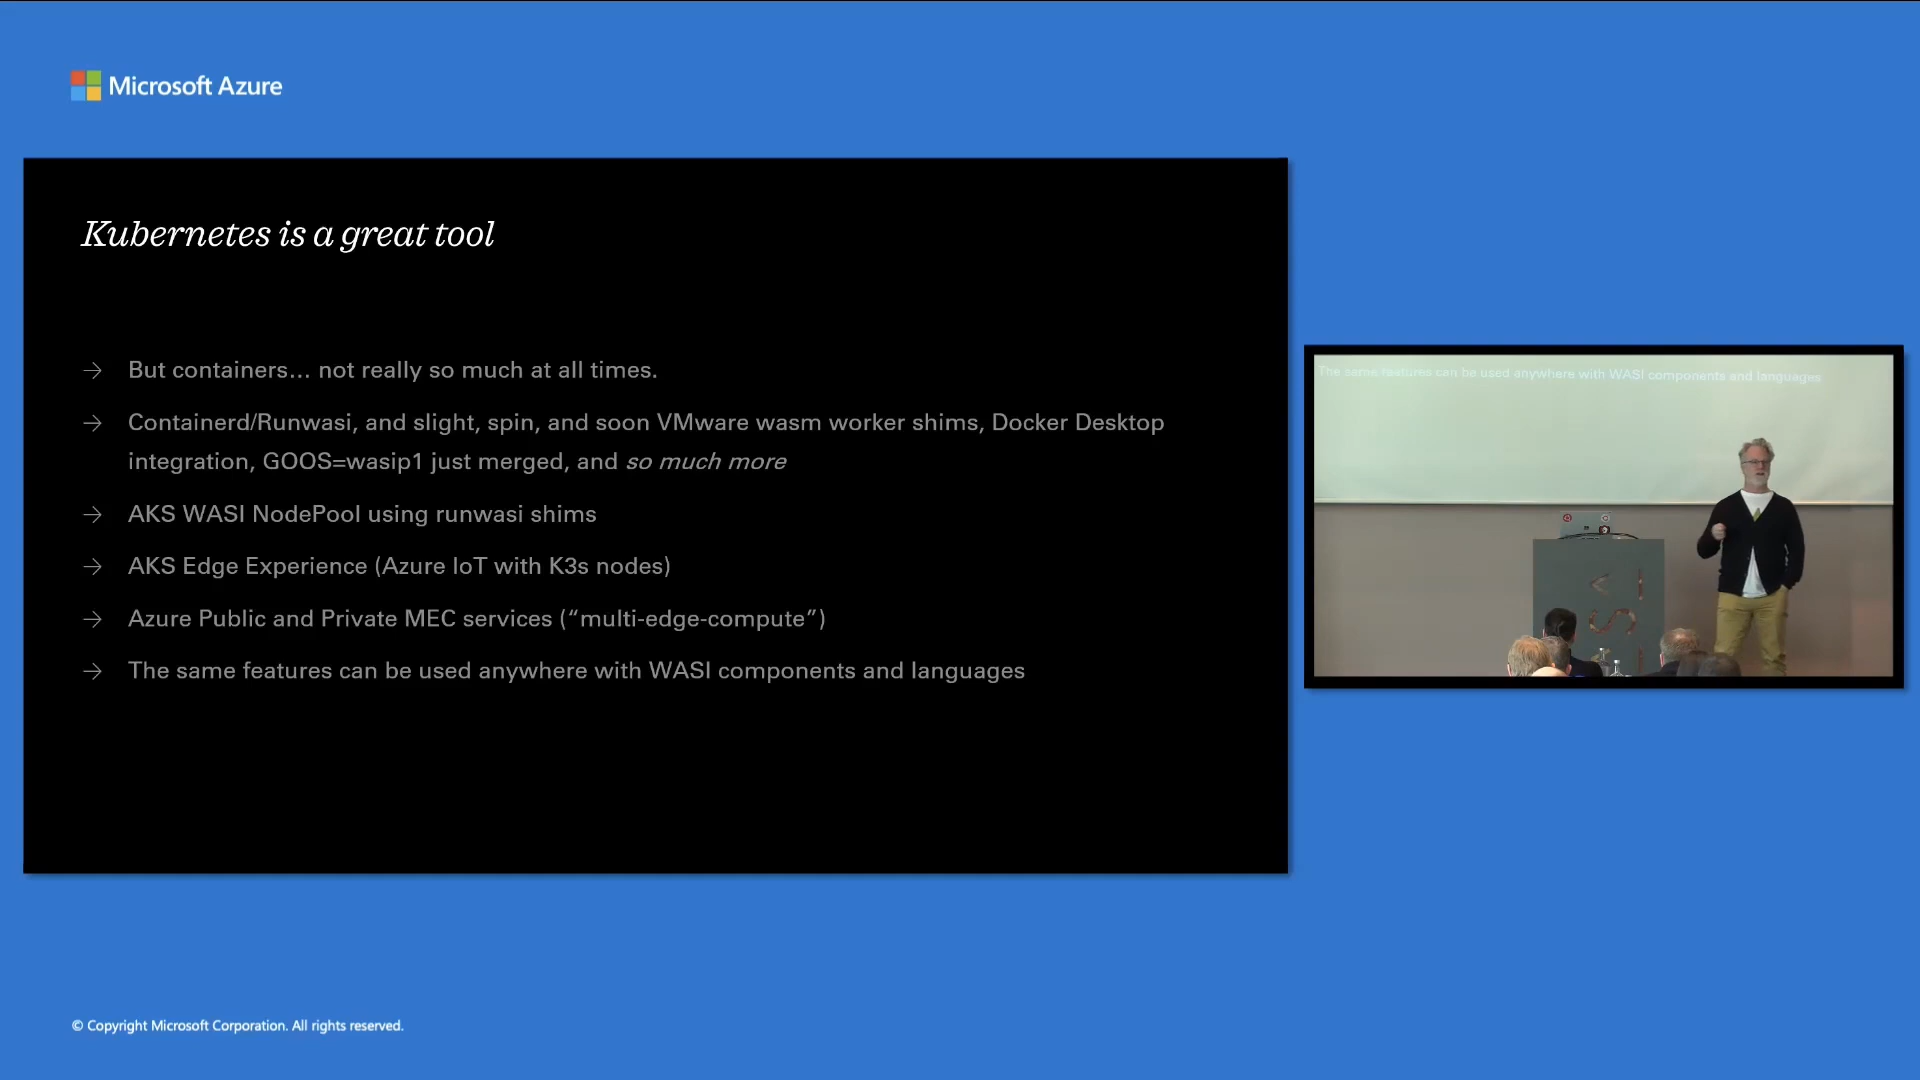 Microsoft Azure
Kubernetes is a great tool
→ But containers… not really so much at all times.
→ Containerd/Runwasi, and slight, spin, and soon VMware wasm worker shims, Docker Desktop
integration, GOOS=wasip1 just merged, and so much more
→ AKS WASI NodePool using runwasi shims
→ AKS Edge Experience (Azure IoT with K3s nodes)
→ Azure Public and Private MEC services (“multi-edge-compute”)
→ The same features can be used anywhere with WASI components and languages
The same features can be used anywhere with WASI components and languages
© Copyright Microsoft Corporation. All rights reserved.